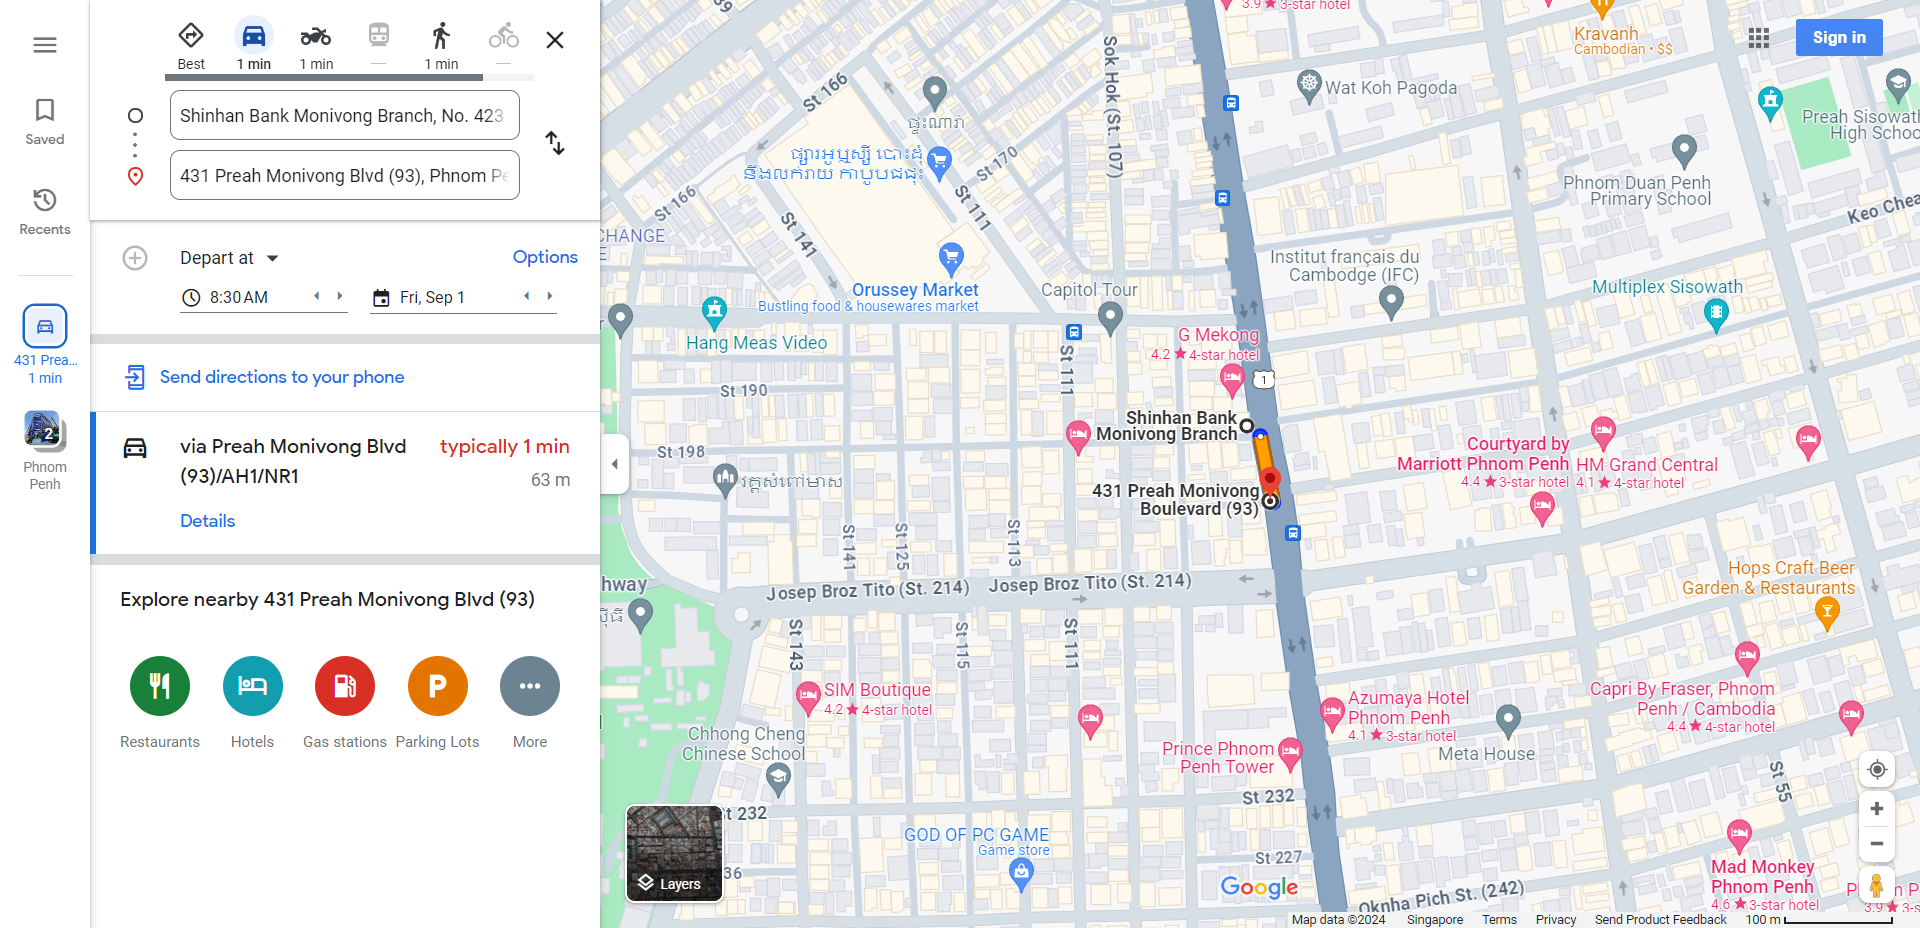 Best
1 min
1 min
1 min
Shinhan Bank Monivong Branch, No. 423
431 Preah Monivong Blvd (93), Phnom Pe
Saved
Recents
431 Prea...
1 min
2
Phnom
Penh
Depart at
Options
8:30 AM
Fri, Sep 1
Send directions to your phone
via Preah Monivong Blvd
(93)/AH1/NR1
typically 1 min
63 m
Details
Explore nearby 431 Preah Monivong Blvd (93)
P
Restaurants
Hotels
Gas stations
Parking Lots
More
Sign in
3.9 ★ 3-star hotel
Kravanh
Cambodian • $$
Wat Koh Pagoda
Preah Sisowath
High School
Phnom Duan Penh
Primary School
Keo Chea
Sok Hok (St. 107)
St 166
ផ្ទះណារ៉ា
ផ្សារអូឬស្សី បោះដុំ
និងលក់រាយ កាបូបជជុះ
St 170
St 111
St 166
St 141
CHANGE
E
Institut français du
Cambodge (IFC)
Orussey Market
Bustling food & housewares market
Capitol Tour
Multiplex Sisowath
Hang Meas Video
G Mekong
4.2 ★ 4-star hotel
St 111
1
St 190
Shinhan Bank
Monivong Branch
St 198
Courtyard by
Marriott Phnom Penh
4.4 ★ 3-star hotel
HM Grand Central
4.1 ★ 4-star hotel
វត្តសំពៅមាស
431 Preah Monivong
Boulevard (93)
St 141
St 125
St 113
hway
Josep Broz Tito (St. 214)
Josep Broz Tito (St. 214)
Hops Craft Beer
Garden & Restaurants
St 143
St 115
St 111
SIM Boutique
4.2 ★ 4-star hotel
Azumaya Hotel
Phnom Penh
4.1 ★ 3-star hotel
Capri By Fraser, Phnom
Penh / Cambodia
4.4 ★ 4-star hotel
Chhong Cheng
Chinese School
Prince Phnom
Penh Tower
Meta House
St 55
St 232
t 232
GOD OF PC GAME
Game store
St 227
36
Layers
Google
Oknha Pich St. (242)
Mad Monkey
Phnom Penh
4.6 ★ 3-star hotel
3.9 ★ 3-s
Map data ©2024
Singapore
Terms
Privacy
Send Product Feedback
100 m